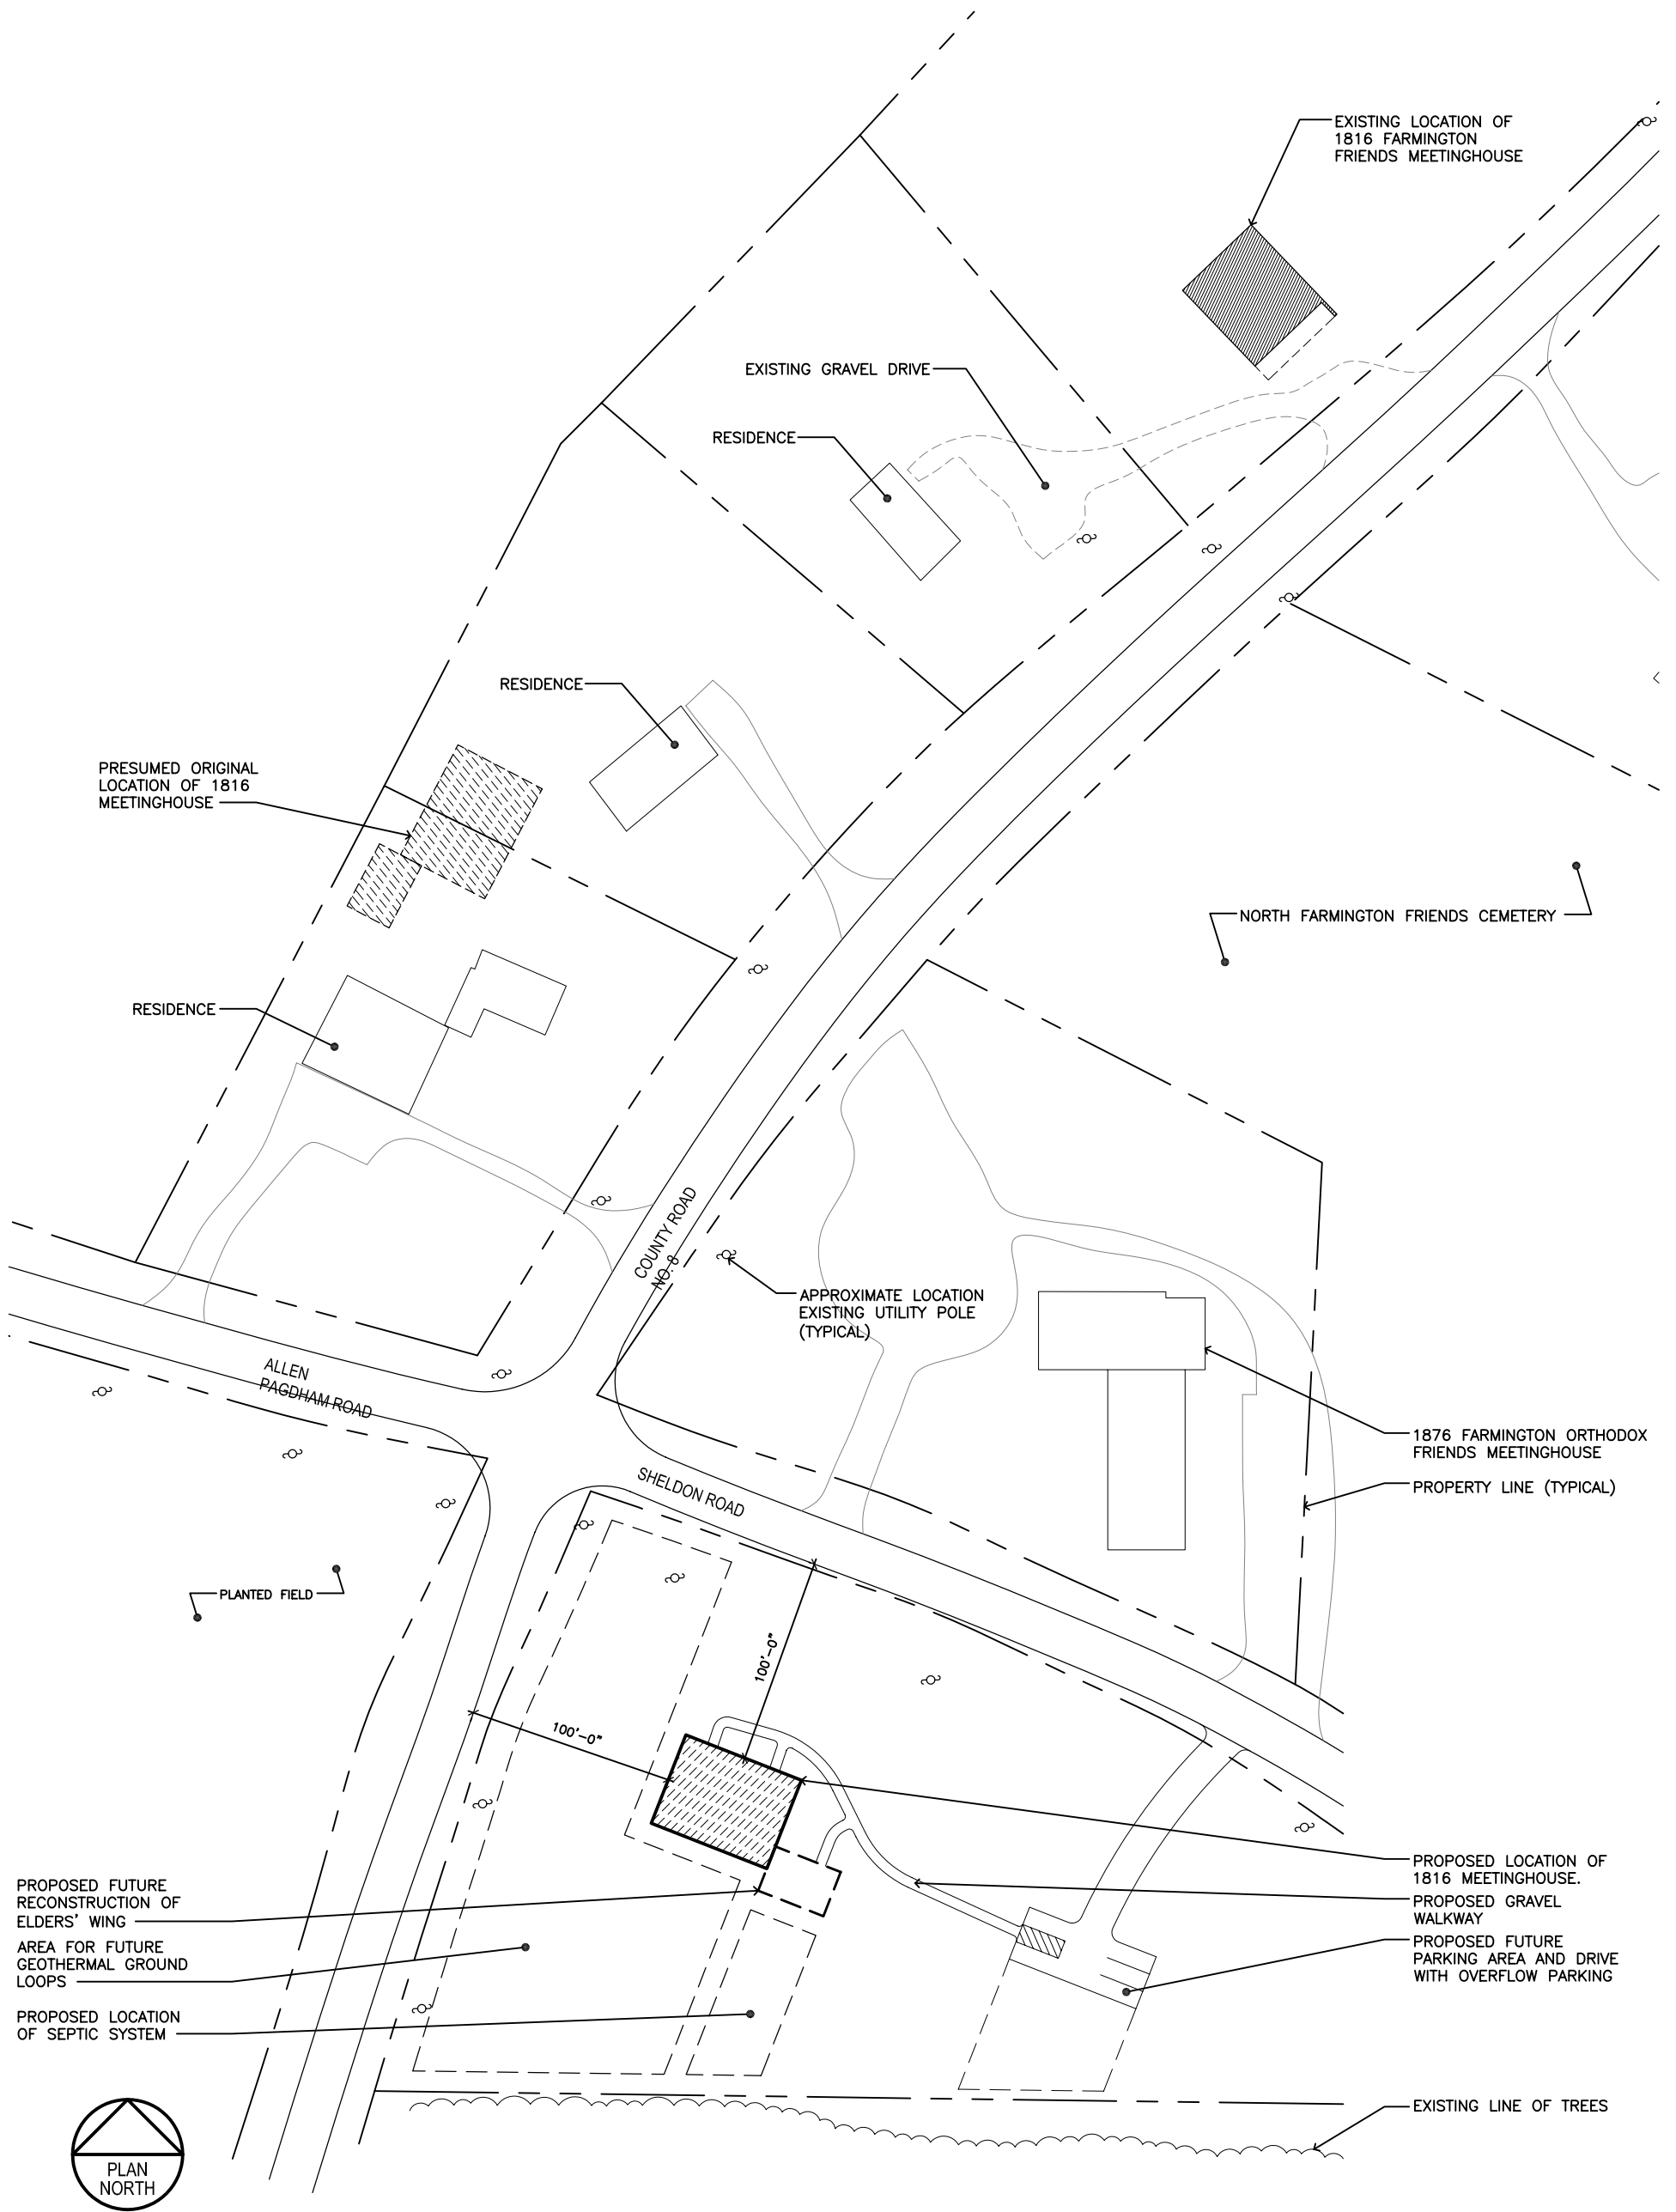 EXISTING LOCATION OF
1816 FARMINGTON
FRIENDS MEETINGHOUSE
EXISTING GRAVEL DRIVE
RESIDENCE
RESIDENCE
PRESUMED ORIGINAL
LOCATION OF 1816
MEETINGHOUSE
NORTH FARMINGTON FRIENDS CEMETERY
RESIDENCE
COUNTY ROAD
NO. 8
APPROXIMATE LOCATION
EXISTING UTILITY POLE
(TYPICAL)
ALLEN
PAGDHAM ROAD
1876 FARMINGTON ORTHODOX
FRIENDS MEETINGHOUSE
SHELDON ROAD
PROPERTY LINE (TYPICAL)
PLANTED FIELD
100'-0"
100'-0"
PROPOSED LOCATION OF
1816 MEETINGHOUSE.
PROPOSED GRAVEL
WALKWAY
PROPOSED FUTURE
PARKING AREA AND DRIVE
WITH OVERFLOW PARKING
PROPOSED FUTURE
RECONSTRUCTION OF
ELDERS' WING
AREA FOR FUTURE
GEOTHERMAL GROUND
LOOPS
PROPOSED LOCATION
OF SEPTIC SYSTEM
EXISTING LINE OF TREES
PLAN
NORTH